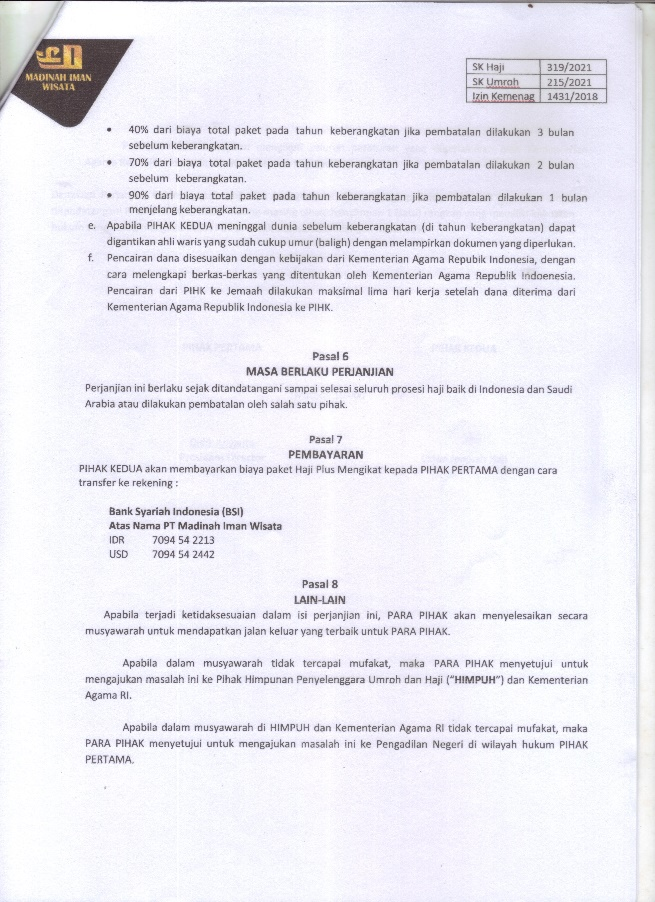 MADINAH IMAN
WISATA
SK Haji 319/2021
SK Umroh 215/2021
Izin Kemenag 1431/2018
• 40% dari biaya total paket pada tahun keberangkatan jika pembatalan dilakukan 3 bulan
sebelum keberangkatan.
• 70% dari biaya total paket pada tahun keberangkatan jika pembatalan dilakukan 2 bulan
sebelum keberangkatan.
• 90% dari biaya total paket pada tahun keberangkatan jika pembatalan dilakukan 1 bulan
menjelang keberangkatan.
e. Apabila PIHAK KEDUA meninggal dunia sebelum keberangkatan (di tahun keberangkatan) dapat
digantikan ahli waris yang sudah cukup umur (baligh) dengan melampirkan dokumen yang diperlukan.
f. Pencairan dana disesuaikan dengan kebijakan dari Kementerian Agama Repubik Indonesia, dengan
cara melengkapi berkas-berkas yang ditentukan oleh Kementerian Agama Republik Indoenesia.
Pencairan dari PIHK ke Jemaah dilakukan maksimal lima hari kerja setelah dana diterima dari
Kementerian Agama Republik Indonesia ke PIHK.
Pasal 6
MASA BERLAKU PERJANJIAN
Perjanjian ini berlaku sejak ditandatangani sampai selesai seluruh prosesi haji baik di Indonesia dan Saudi
Arabia atau dilakukan pembatalan oleh salah satu pihak.
Pasal 7
PEMBAYARAN
PIHAK KEDUA akan membayarkan biaya paket Haji Plus Mengikat kepada PIHAK PERTAMA dengan cara
transfer ke rekening :
Bank Syariah Indonesia (BSI)
Atas Nama PT Madinah Iman Wisata
IDR 7094 54 2213
USD 7094 54 2442
Pasal 8
LAIN-LAIN
Apabila terjadi ketidaksesuaian dalam isi perjanjian ini, PARA PIHAK akan menyelesaikan secara
musyawarah untuk mendapatkan jalan keluar yang terbaik untuk PARA PIHAK.
Apabila dalam musyawarah tidak tercapai mufakat, maka PARA PIHAK menyetujui untuk
mengajukan masalah ini ke Pihak Himpunan Penyelenggara Umroh dan Haji (“HIMPUH”) dan Kementerian
Agama RI.
Apabila dalam musyawarah di HIMPUH dan Kementerian Agama RI tidak tercapai mufakat, maka
PARA PIHAK menyetujui untuk mengajukan masalah ini ke Pengadilan Negeri di wilayah hukum PIHAK
PERTAMA.